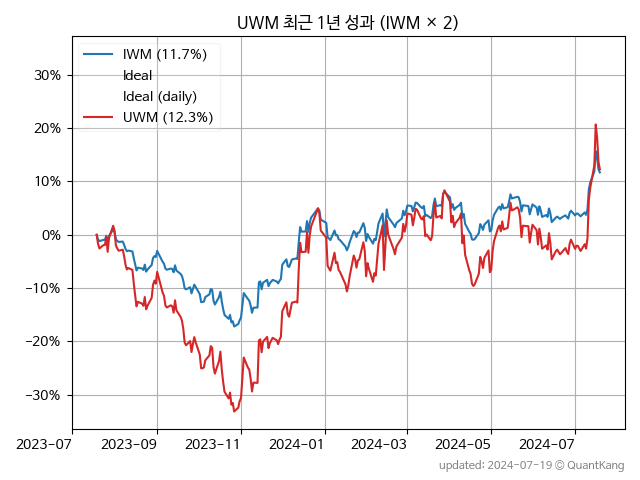 UWM 최근 1년 성과 (IWM × 2)
IWM (11.7%)
Ideal
Ideal (daily)
UWM (12.3%)
30%
20%
10%
0%
−10%
−20%
−30%
2023-07
2023-09
2023-11
2024-01
2024-03
2024-05
2024-07
updated: 2024-07-19 © QuantKang